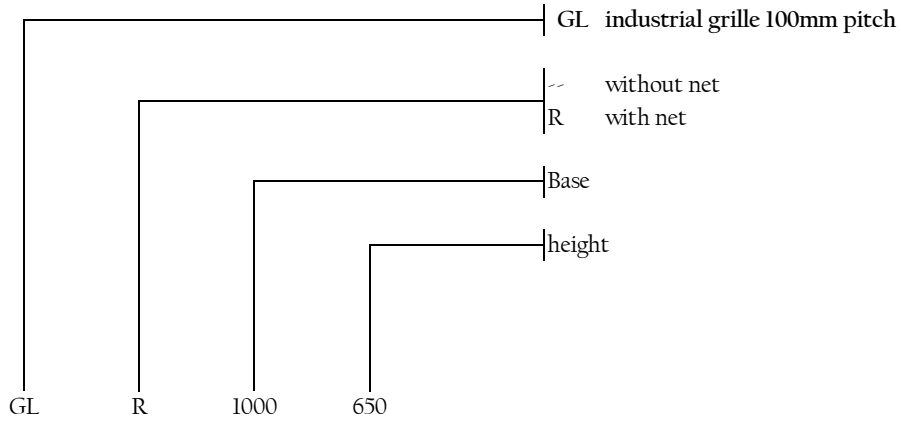 GL industrial grille 100mm pitch
-- without net
R with net
Base
height
GL R 1000 650